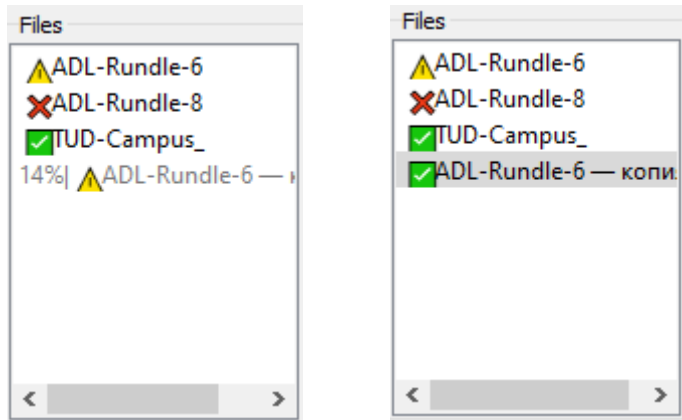 Files
ADL-Rundle-6
ADL-Rundle-8
TUD-Campus_
14%| ADL-Rundle-6 —
Files
ADL-Rundle-6
ADL-Rundle-8
TUD-Campus_
ADL-Rundle-6 — копи